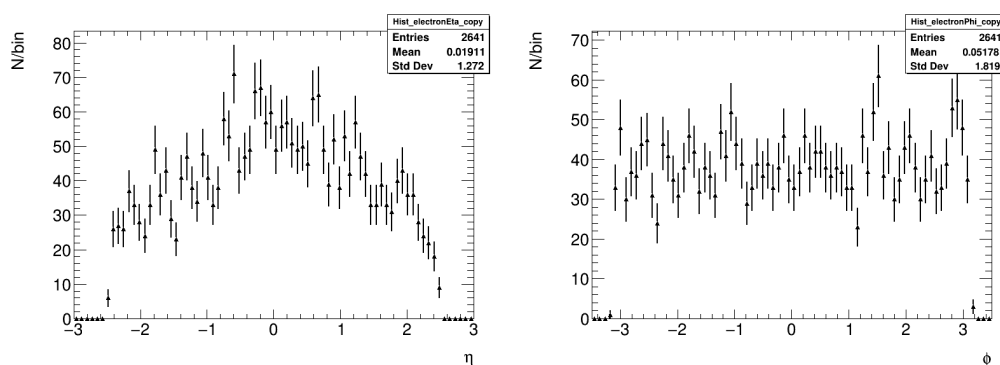 Hist_electronEta_copy
Entries 2641
Mean 0.01911
Std Dev 1.272
N/bin
80
70
60
50
40
30
20
10
0
−3 −2 −1 0 1 2 3
η
Hist_electronPhi_copy
Entries 2641
Mean 0.05178
Std Dev 1.819
N/bin
70
60
50
40
30
20
10
0
−3 −2 −1 0 1 2 3
ϕ